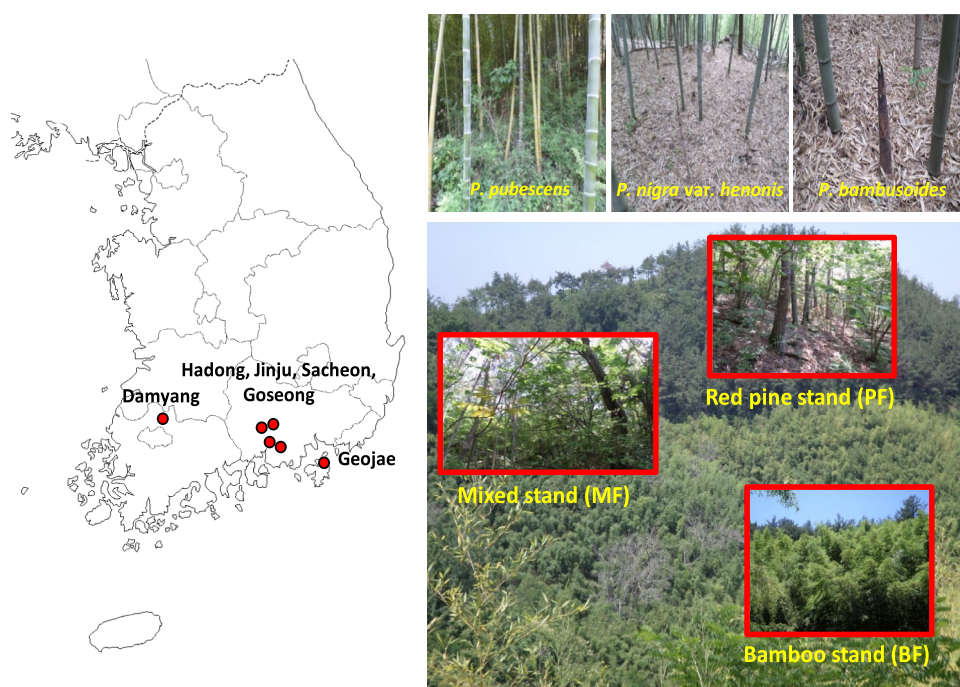 Hadong, Jinju, Sacheon,
Goseong
Damyang
Geojae
P. pubescens
P. nigra var. henonis
P. bambusoides
Red pine stand (PF)
Mixed stand (MF)
Bamboo stand (BF)